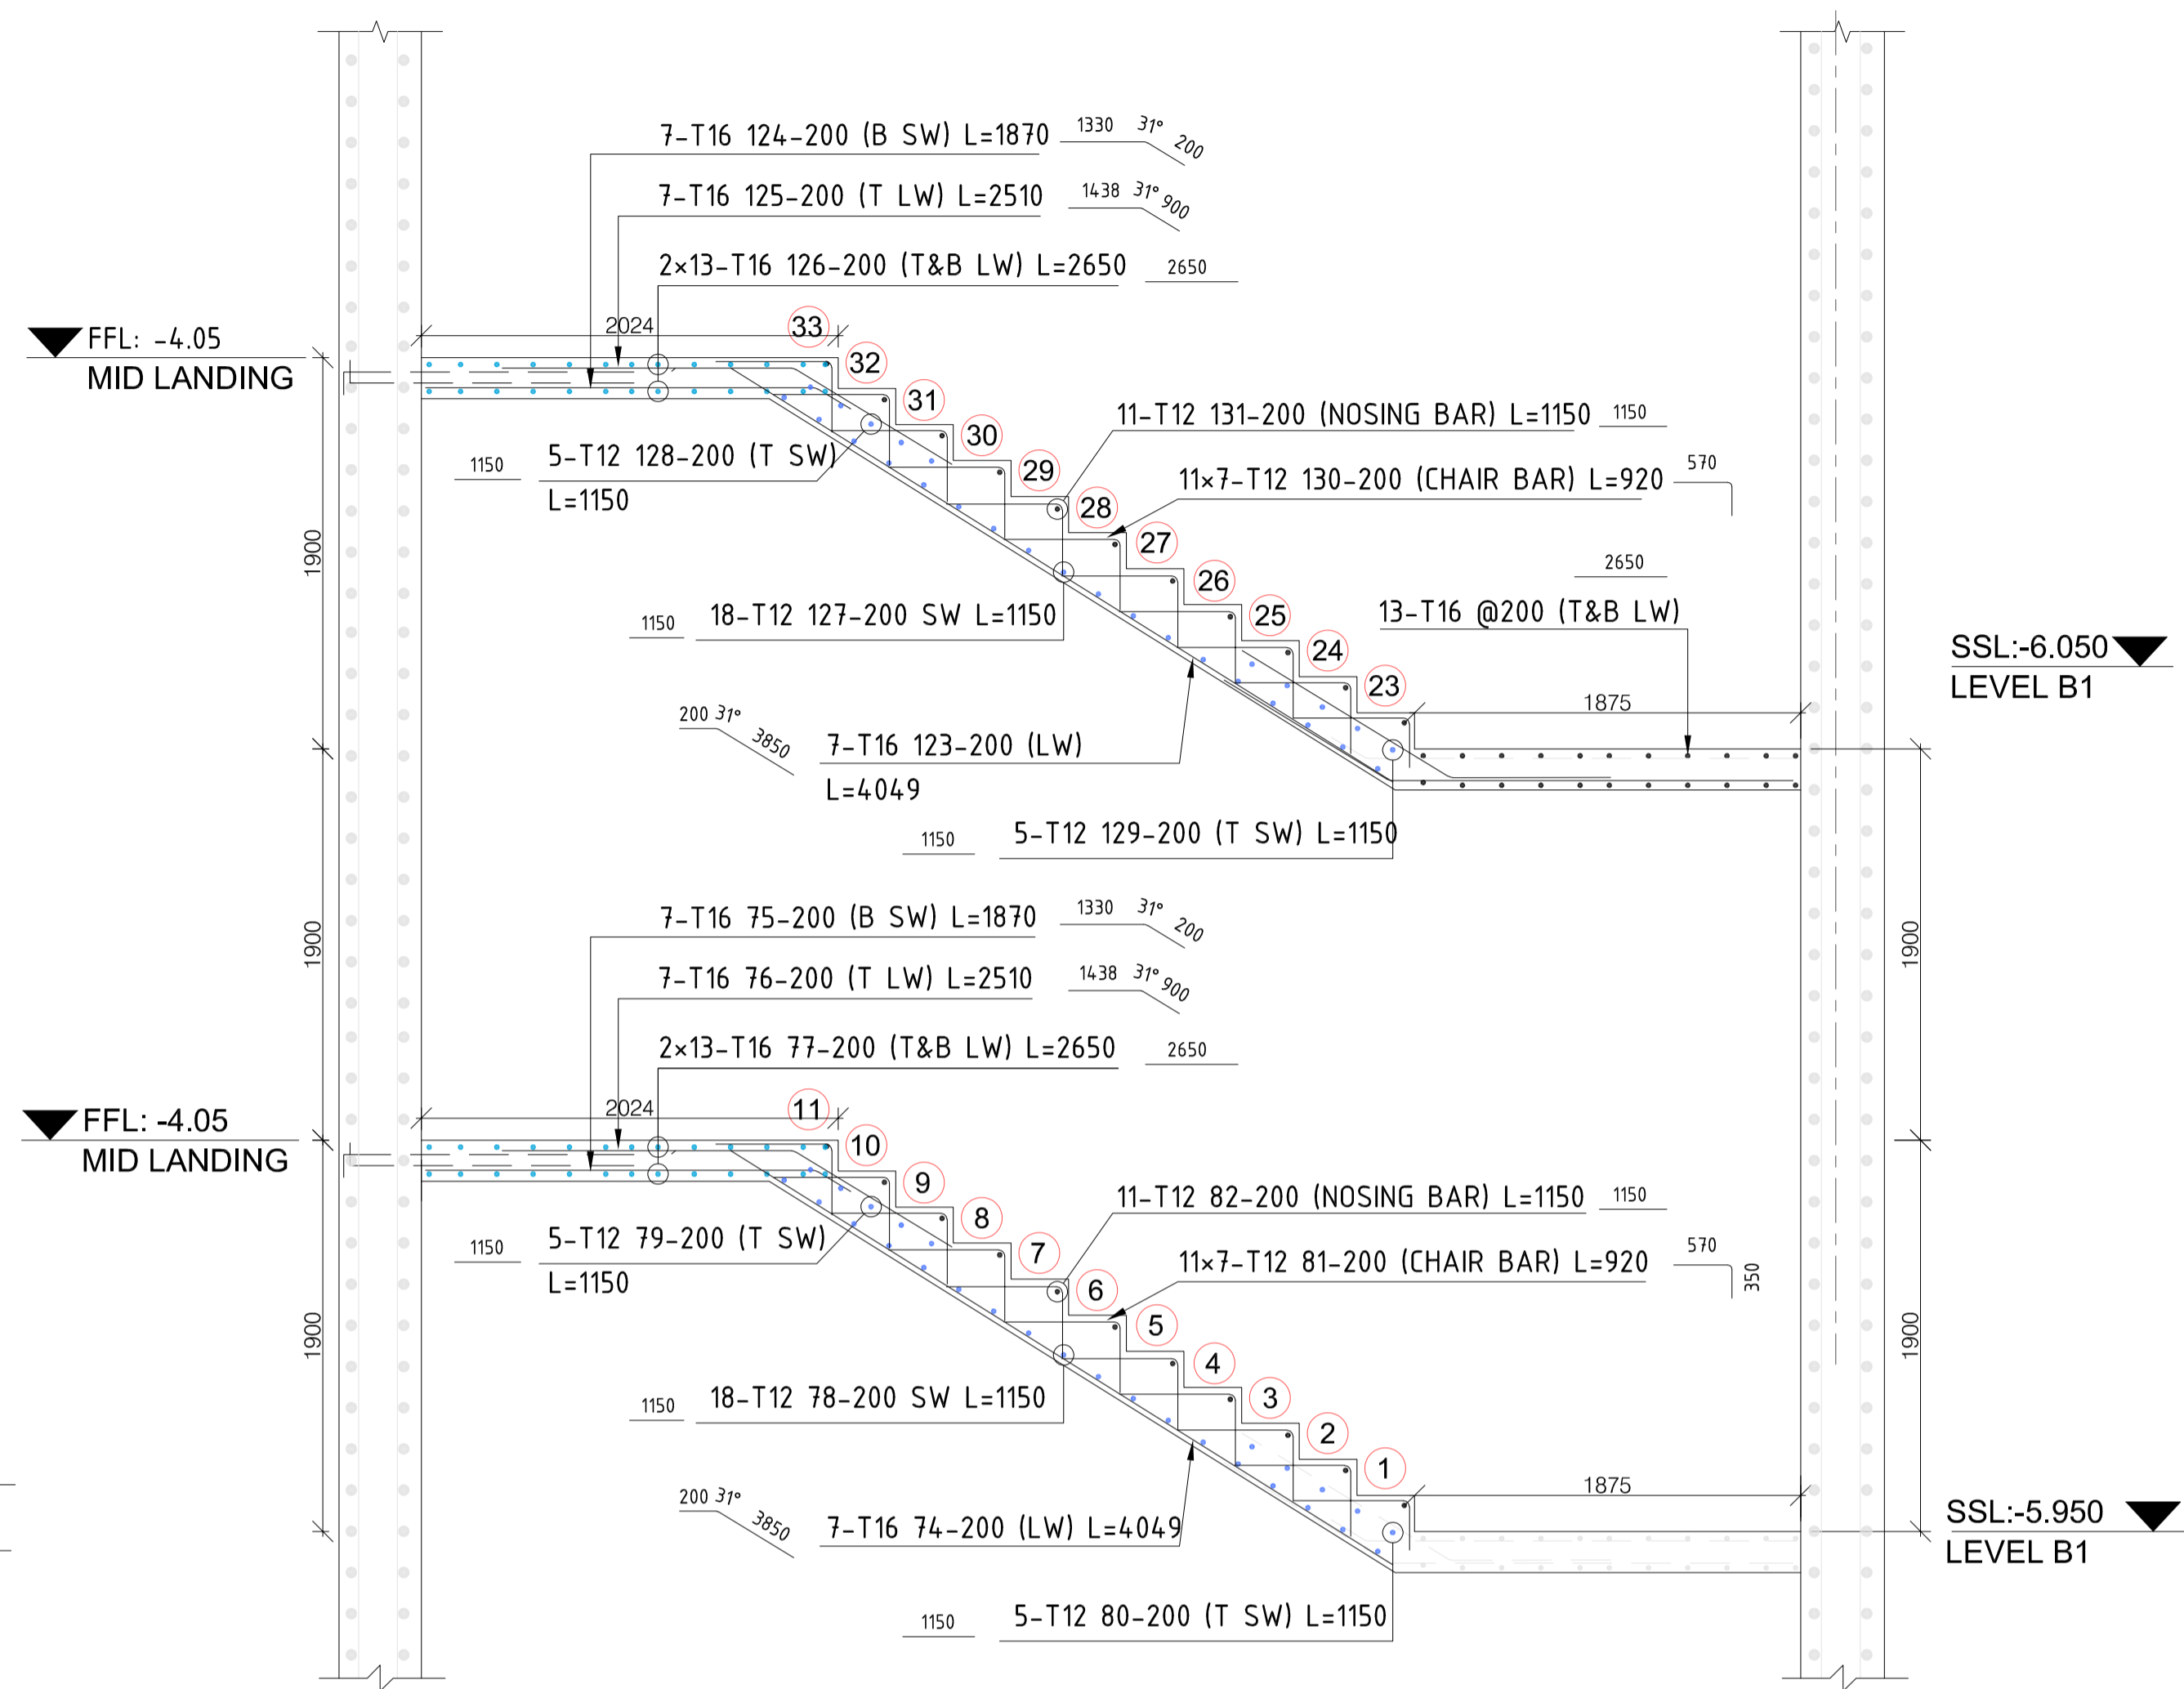 7-T16 124-200 (B SW) L=1870
1330 31° 200
7-T16 125-200 (T LW) L=2510
1438 31° 900
2×13-T16 126-200 (T&B LW) L=2650
2650
FFL: -4.05
MID LANDING
2024
33
32
31
30
29
28
27
26
25
24
23
11-T12 131-200 (NOSING BAR) L=1150
1150
5-T12 128-200 (T SW)
L=1150
1150
11×7-T12 130-200 (CHAIR BAR) L=920
570
1900
2650
13-T16 @200 (T&B LW)
18-T12 127-200 SW L=1150
1150
SSL:-6.050
LEVEL B1
1875
200 31° 3850
7-T16 123-200 (LW)
L=4049
5-T12 129-200 (T SW) L=1150
1150
1900
1900
7-T16 75-200 (B SW) L=1870
1330 31° 200
7-T16 76-200 (T LW) L=2510
1438 31° 900
2×13-T16 77-200 (T&B LW) L=2650
2650
FFL: -4.05
MID LANDING
2024
11
10
9
8
7
6
5
4
3
2
1
11-T12 82-200 (NOSING BAR) L=1150
1150
5-T12 79-200 (T SW)
L=1150
1150
11×7-T12 81-200 (CHAIR BAR) L=920
570
350
1900
1900
18-T12 78-200 SW L=1150
1150
1875
200 31° 3850
7-T16 74-200 (LW) L=4049
SSL:-5.950
LEVEL B1
5-T12 80-200 (T SW) L=1150
1150